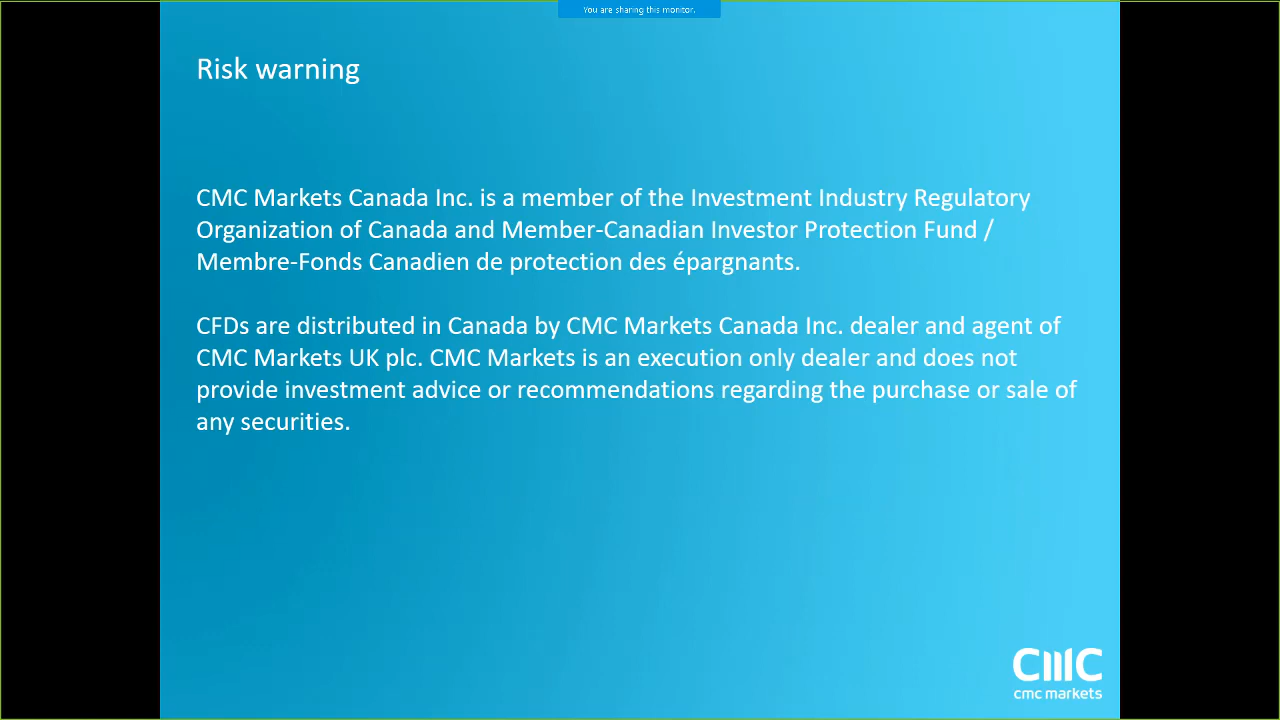 You are sharing this monitor.
Risk warning
CMC Markets Canada Inc. is a member of the Investment Industry Regulatory
Organization of Canada and Member-Canadian Investor Protection Fund /
Membre-Fonds Canadien de protection des épargnants.
CFDs are distributed in Canada by CMC Markets Canada Inc. dealer and agent of
CMC Markets UK plc. CMC Markets is an execution only dealer and does not
provide investment advice or recommendations regarding the purchase or sale of
any securities.
CMC
cmc markets